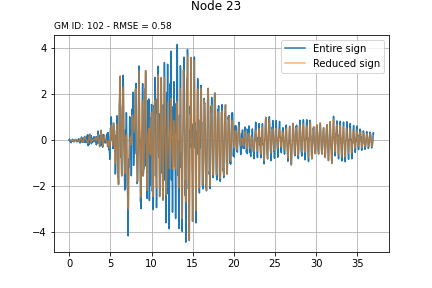 Node 23
GM ID: 102 - RMSE = 0.58
Entire sign
Reduced sign
4
2
0
−2
−4
0 5 10 15 20 25 30 35